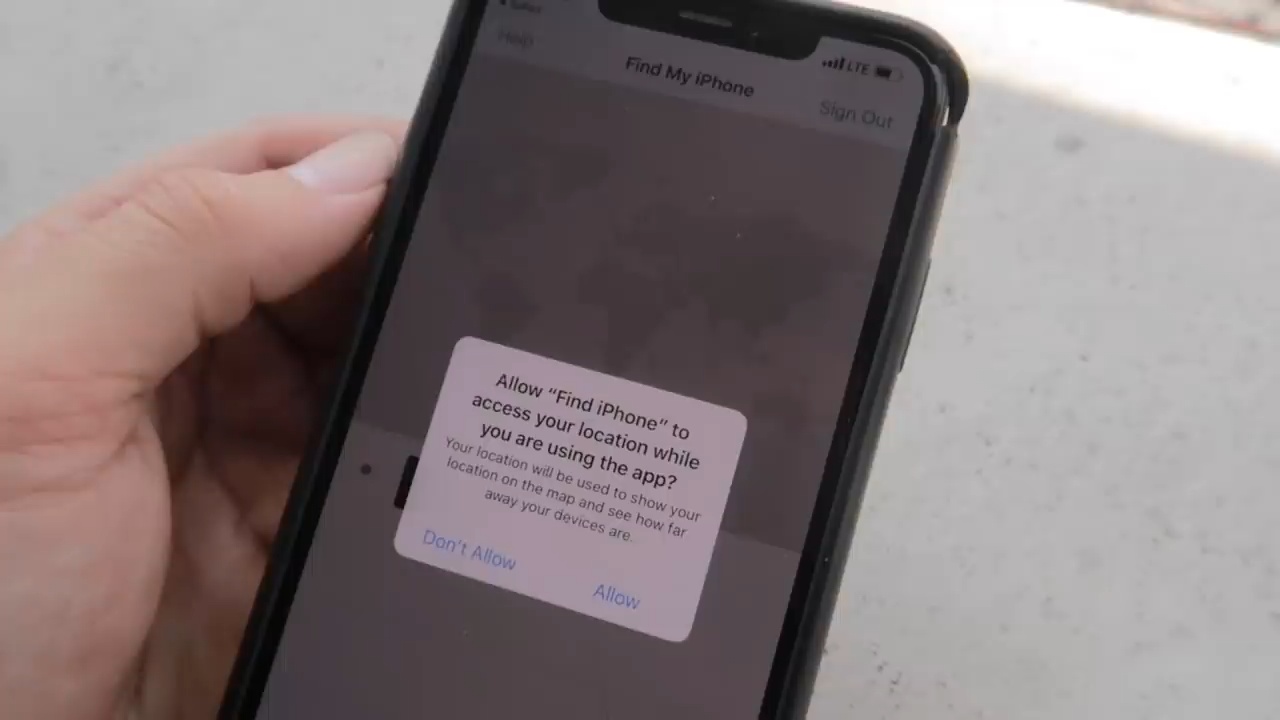 Safari
LTE
Help
Find My iPhone
Sign Out
Allow “Find iPhone” to
access your location while
you are using the app?
Your location will be used to show your
location on the map and see how far
away your devices are.
Don't Allow
Allow